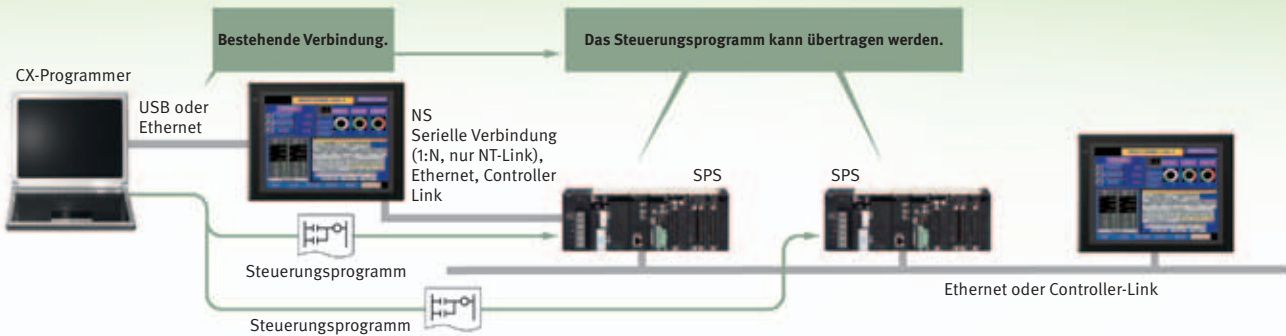 Bestehende Verbindung.
Das Steuerungsprogramm kann übertragen werden.
CX-Programmer
USB oder
Ethernet
NS
Serielle Verbindung
(1:N, nur NT-Link),
Ethernet, Controller
Link
SPS
SPS
Steuerungsprogramm
Ethernet oder Controller-Link
Steuerungsprogramm